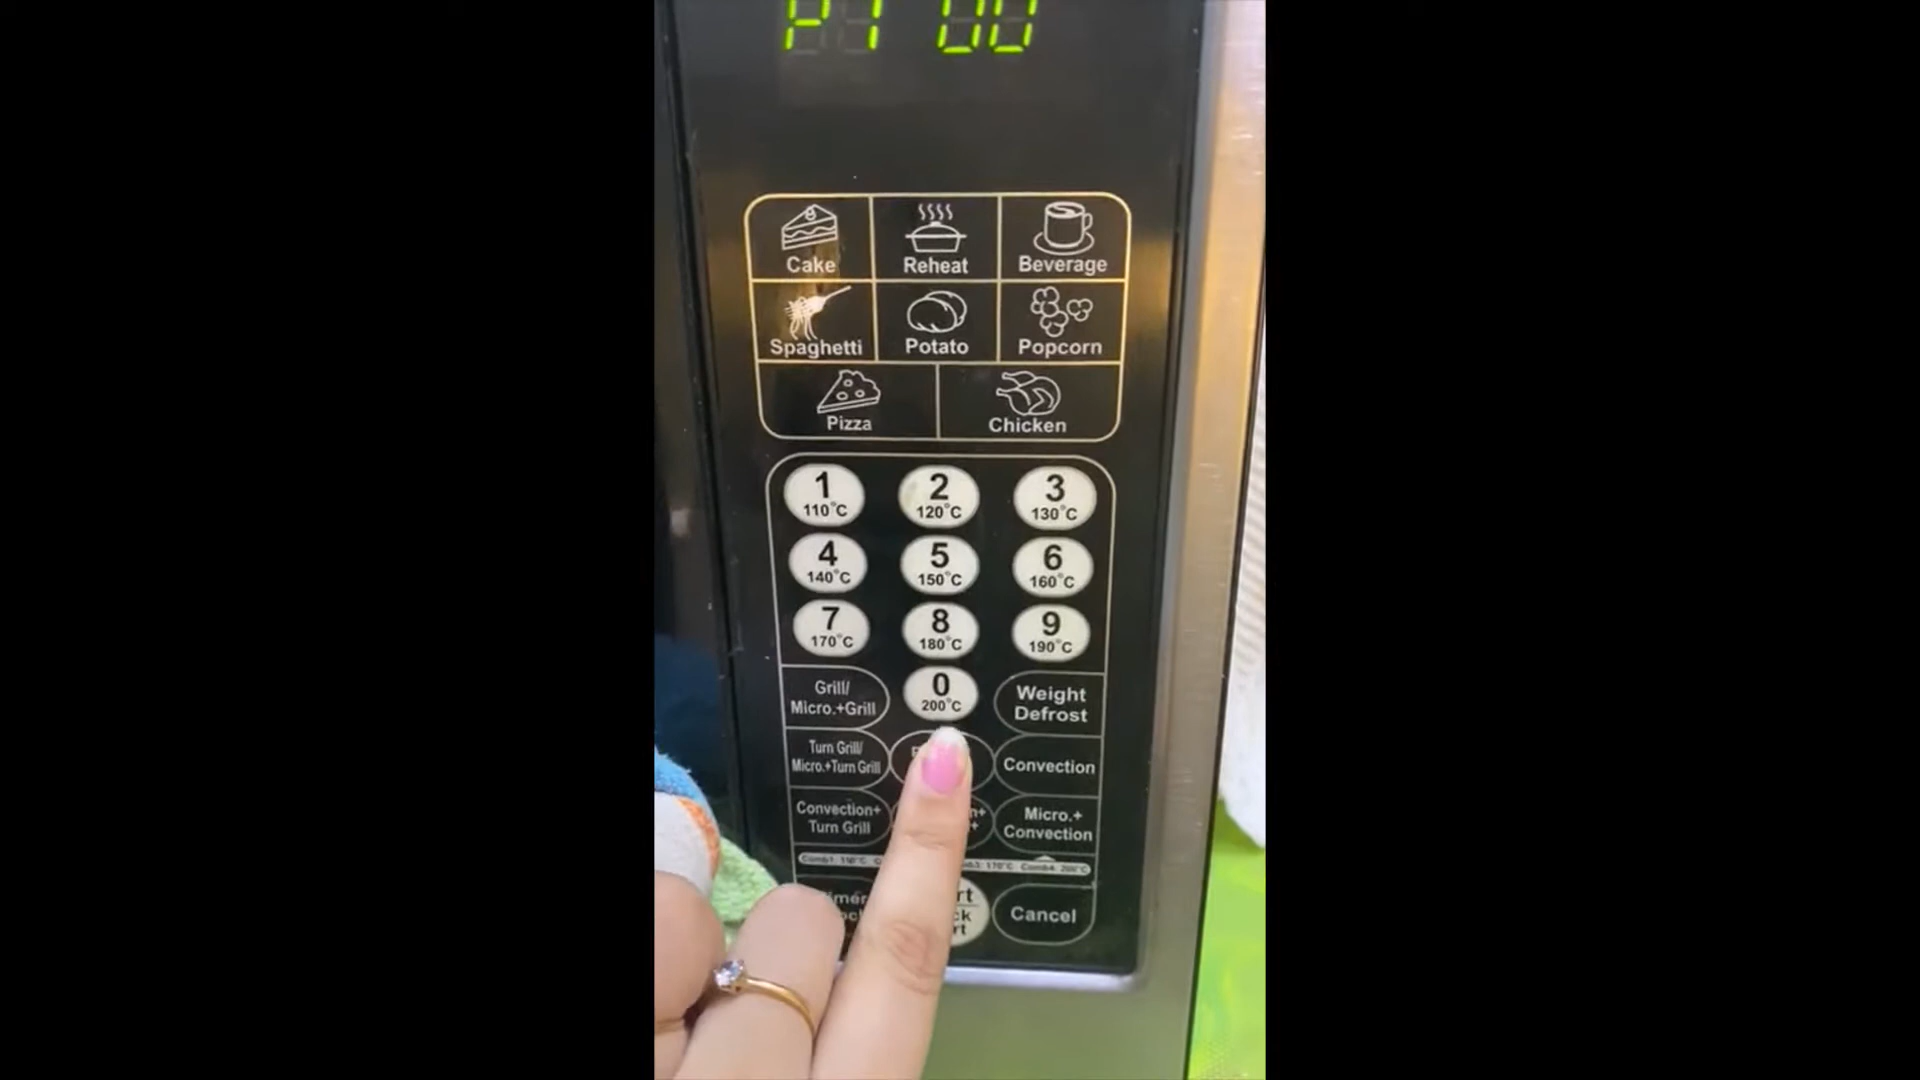 Cake
Reheat
Beverage
Spaghetti
Potato
Popcorn
Pizza
Chicken
1
110°C
2
120°C
3
130°C
4
140°C
5
150°C
6
160°C
7
170°C
8
180°C
9
190°C
Grill/
Micro.+Grill
0
200°C
Weight
Defrost
Turn Grill/
Micro.+Turn Grill
Convection
Convection+
Turn Grill
Micro.+
Convection
Cancel